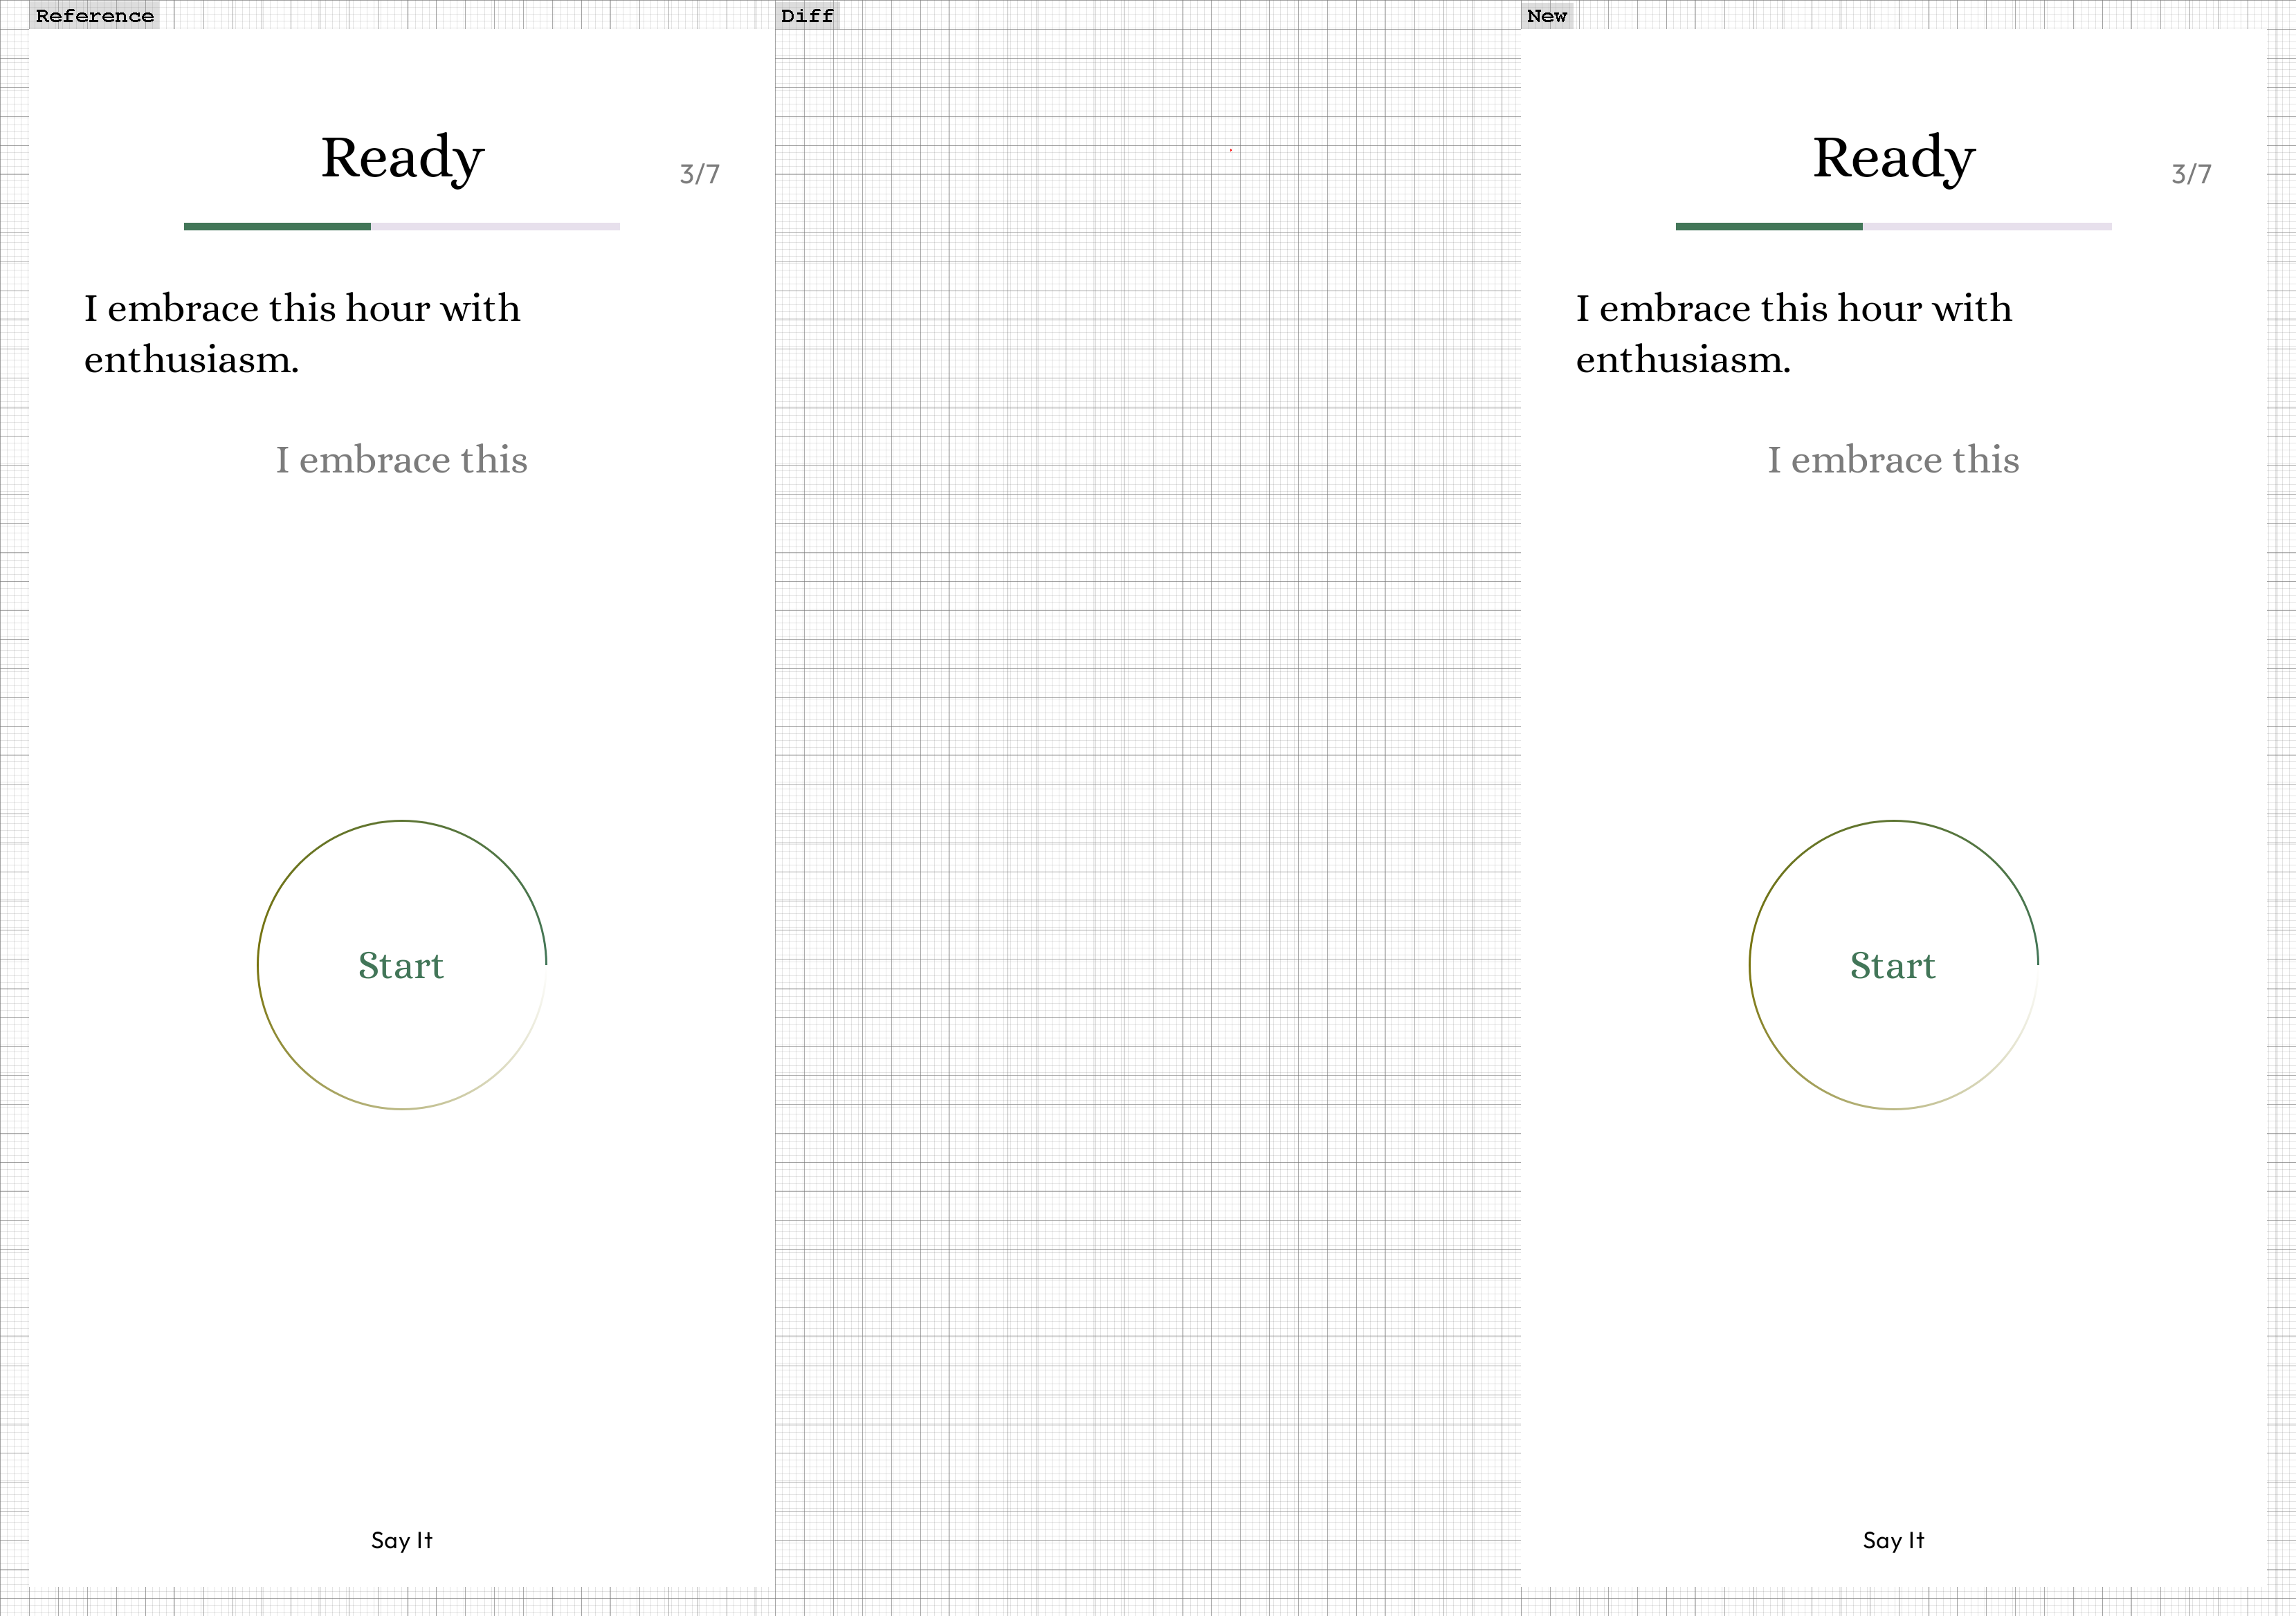 Reference
Diff
New
Ready
3/7
I embrace this hour with
enthusiasm.
I embrace this
Start
Say It
Ready
3/7
I embrace this hour with
enthusiasm.
I embrace this
Start
Say It